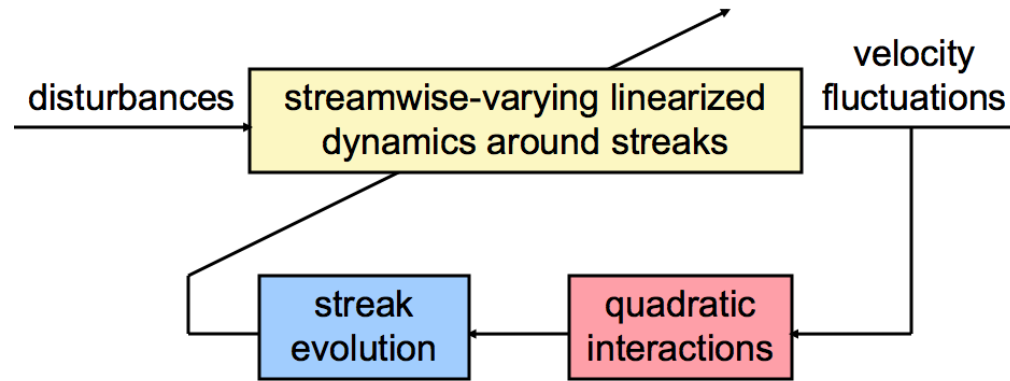 disturbances
streamwise-varying linearized
dynamics around streaks
velocity
fluctuations
streak
evolution
quadratic
interactions